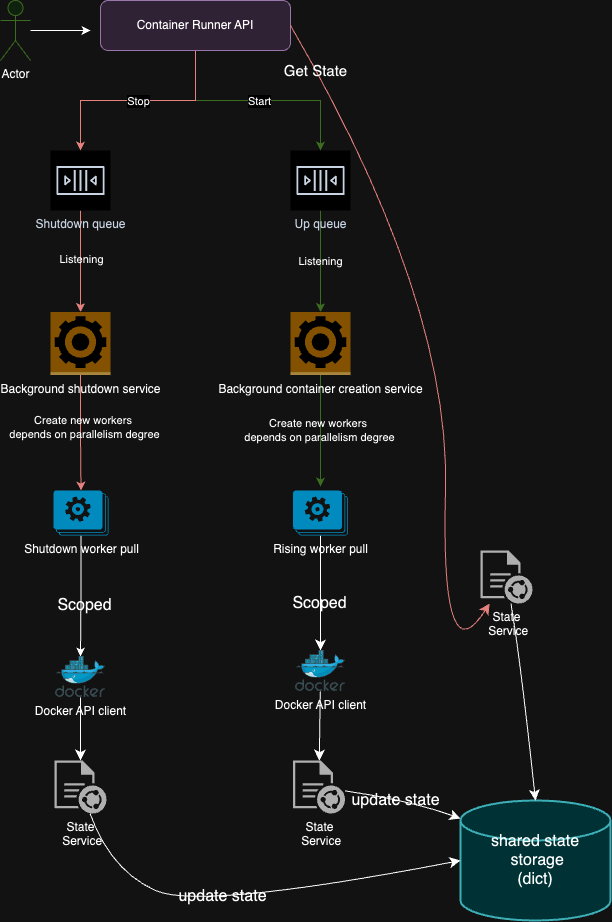 Container Runner API
Actor
Get State
Stop
Start
Shutdown queue
Up queue
Listening
Listening
Background shutdown service
Background container creation service
Create new workers
depends on parallelism degree
Create new workers
depends on parallelism degree
Shutdown worker pull
Rising worker pull
Scoped
Scoped
State
Service
docker
Docker API client
docker
Docker API client
State
Service
State
Service
update state
update state
shared state
storage
(dict)